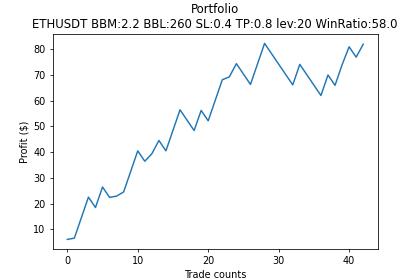 Portfolio
ETHUSDT BBM:2.2 BBL:260 SL:0.4 TP:0.8 lev:20 WinRatio:58.0
80
70
60
50
40
30
20
10
Profit ($)
0 10 20 30 40
Trade counts